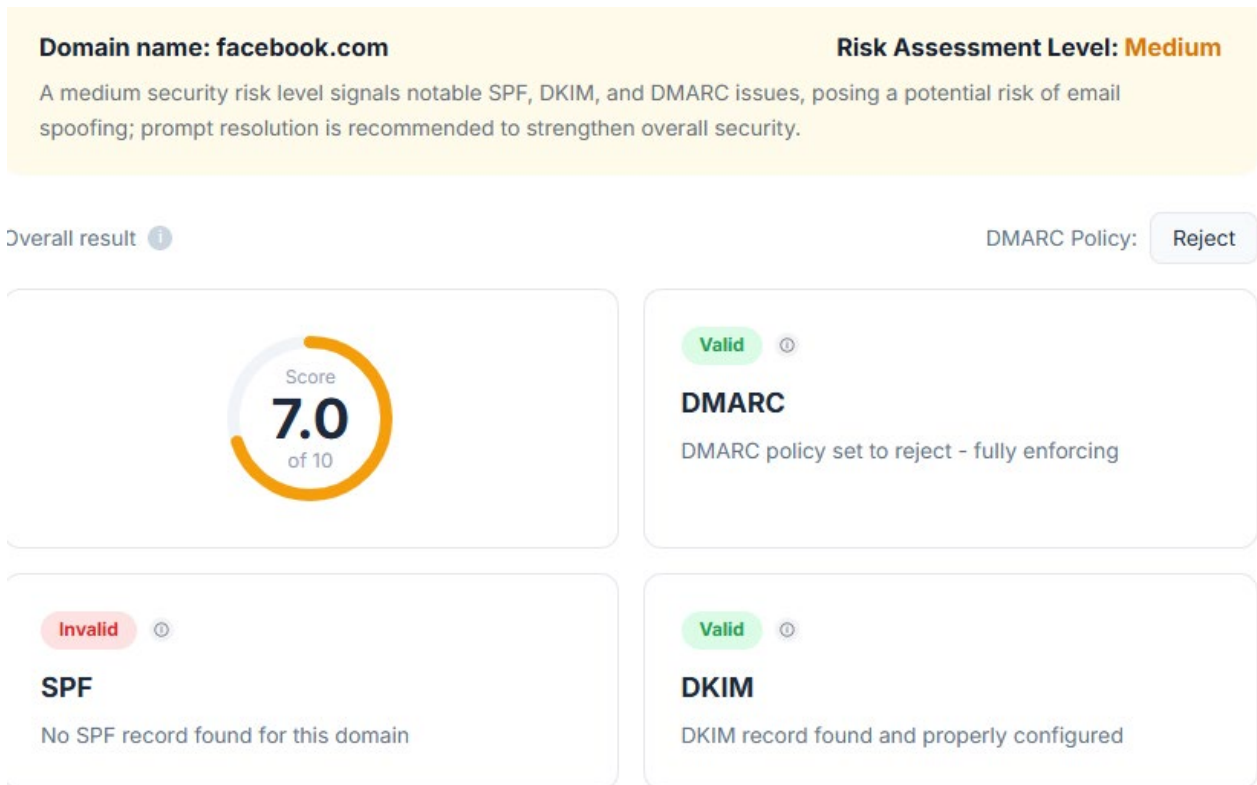 Domain name: facebook.com
Risk Assessment Level: Medium
A medium security risk level signals notable SPF, DKIM, and DMARC issues, posing a potential risk of email
spoofing; prompt resolution is recommended to strengthen overall security.
Overall result
DMARC Policy: Reject
Score
7.0
of 10
Valid
DMARC
DMARC policy set to reject - fully enforcing
Invalid
SPF
No SPF record found for this domain
Valid
DKIM
DKIM record found and properly configured